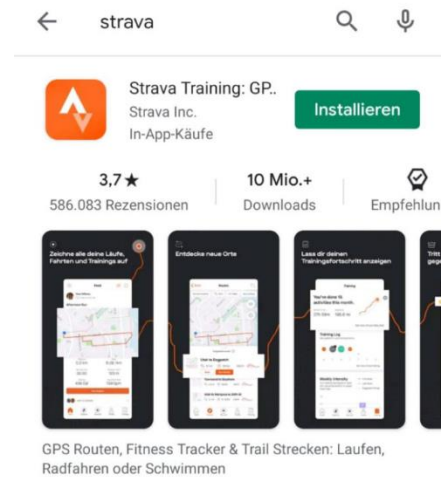 strava
Strava Training: GP..
Strava Inc.
In-App-Käufe
Installieren
3,7★
586.083 Rezensionen
10 Mio.+
Downloads
Empfehlun
Zeichne alle deine Läufe,
Fahrten und Trainings auf
Entdecke neue Orte
Lass dir deinen
Trainingsfortschritt anzeigen
Tritt
GPS Routen, Fitness Tracker & Trail Strecken: Laufen,
Radfahren oder Schwimmen